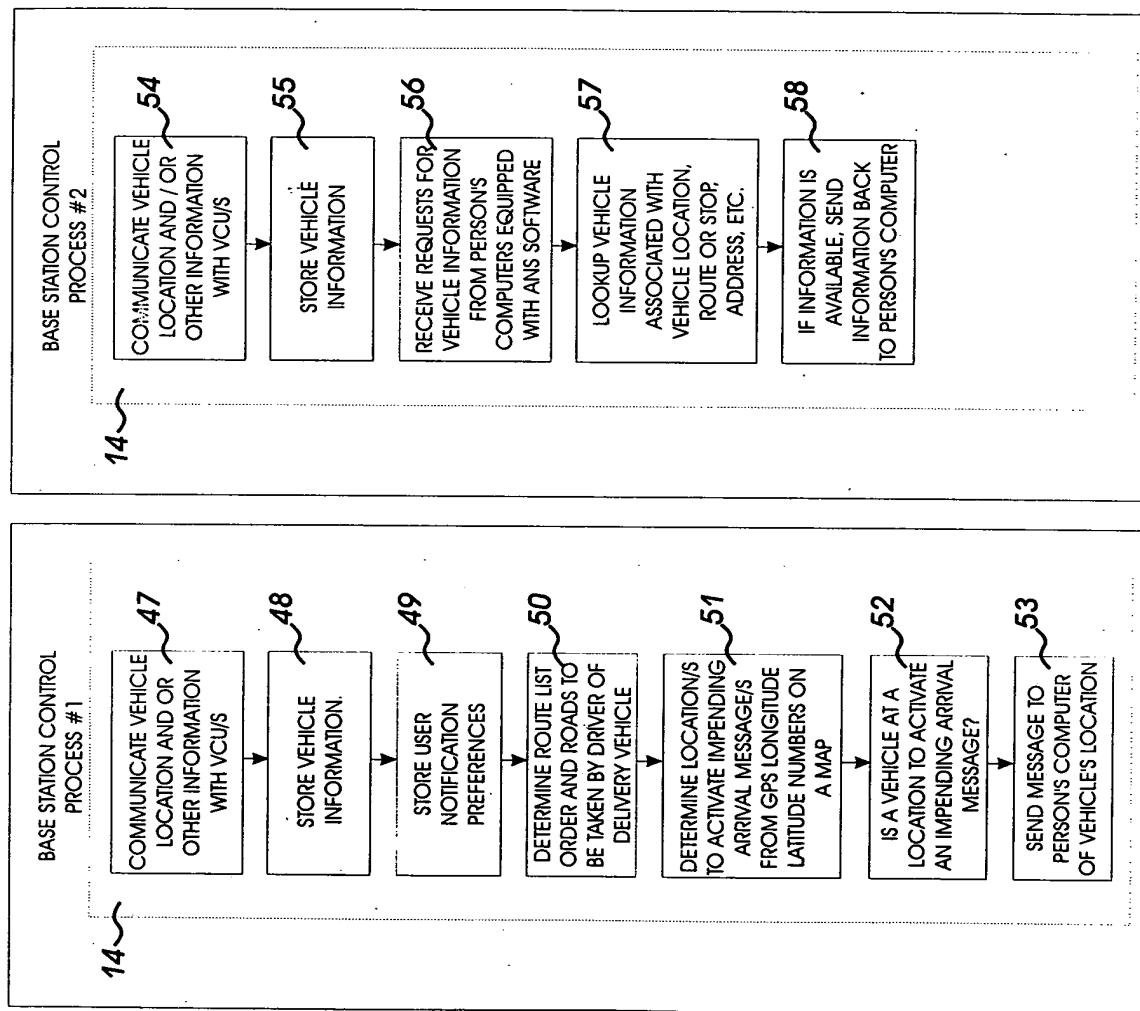 BASE STATION CONTROL
PROCESS #1
14
COMMUNICATE VEHICLE
LOCATION AND OR
OTHER INFORMATION
WITH VCU/S
47
STORE VEHICLE
INFORMATION.
48
STORE USER
NOTIFICATION
PREFERENCES
49
DETERMINE ROUTE LIST
ORDER AND ROADS TO
BE TAKEN BY DRIVER OF
DELIVERY VEHICLE
50
DETERMINE LOCATION/S
TO ACTIVATE IMPENDING
ARRIVAL MESSAGE/S
FROM GPS LONGITUDE
LATITUDE NUMBERS ON
A MAP
51
IS A VEHICLE AT A
LOCATION TO ACTIVATE
AN IMPENDING ARRIVAL
MESSAGE?
52
SEND MESSAGE TO
PERSON'S COMPUTER
OF VEHICLE'S LOCATION
53
BASE STATION CONTROL
PROCESS #2
14
COMMUNICATE VEHICLE
LOCATION AND / OR
OTHER INFORMATION
WITH VCU/S
54
STORE VEHICLE
INFORMATION
55
RECEIVE REQUESTS FOR
VEHICLE INFORMATION
FROM PERSON'S
COMPUTERS EQUIPPED
WITH ANS SOFTWARE
56
LOOKUP VEHICLE
INFORMATION
ASSOCIATED WITH
VEHICLE LOCATION,
ROUTE OR STOP,
ADDRESS, ETC.
57
IF INFORMATION IS
AVAILABLE, SEND
INFORMATION BACK
TO PERSON'S COMPUTER
58